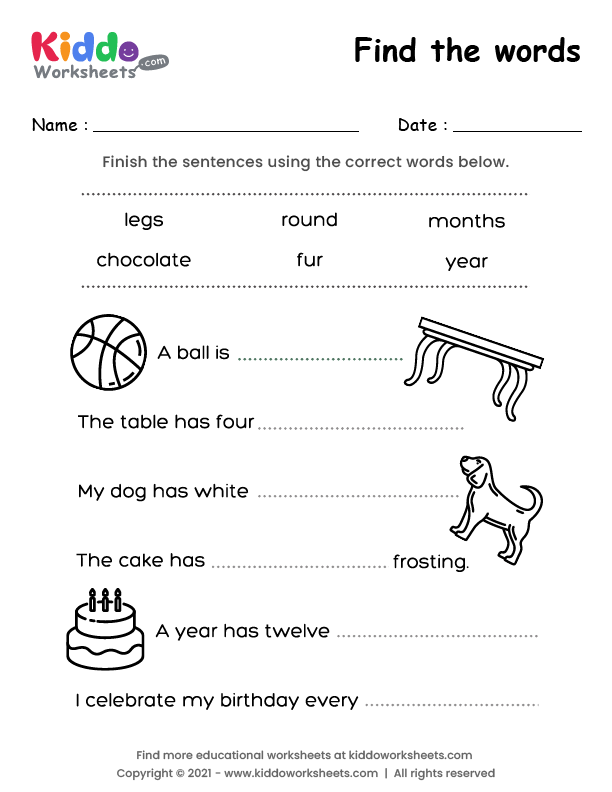 Kiddo
Worksheets.com
Find the words
Name :
Date :
Finish the sentences using the correct words below.
legs round months
chocolate fur year
A ball is
The table has four
My dog has white
The cake has frosting.
A year has twelve
I celebrate my birthday every
Find more educational worksheets at kiddoworksheets.com
Copyright © 2021 - www.kiddoworksheets.com | All rights reserved